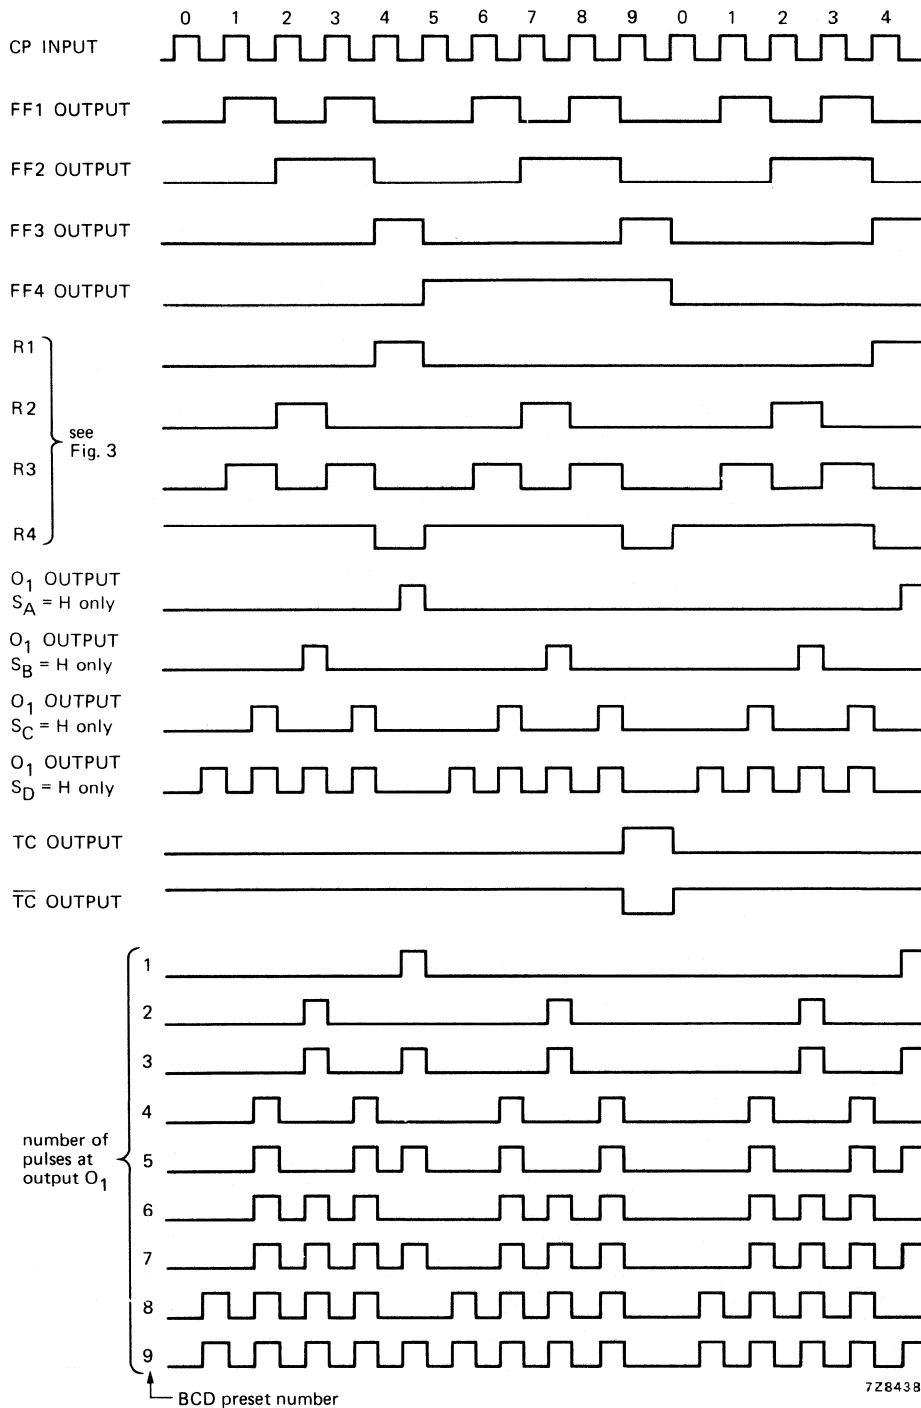 0 1 2 3 4 5 6 7 8 9 0 1 2 3 4
CP INPUT
FF1 OUTPUT
FF2 OUTPUT
FF3 OUTPUT
FF4 OUTPUT
R1
R2
see
Fig. 3
R3
R4
O1 OUTPUT
SA = H only
O1 OUTPUT
SB = H only
O1 OUTPUT
SC = H only
O1 OUTPUT
SD = H only
TC OUTPUT
T̅C̅ OUTPUT
1
2
3
4
number of
pulses at
output O1
5
6
7
8
9
BCD preset number
7Z8438